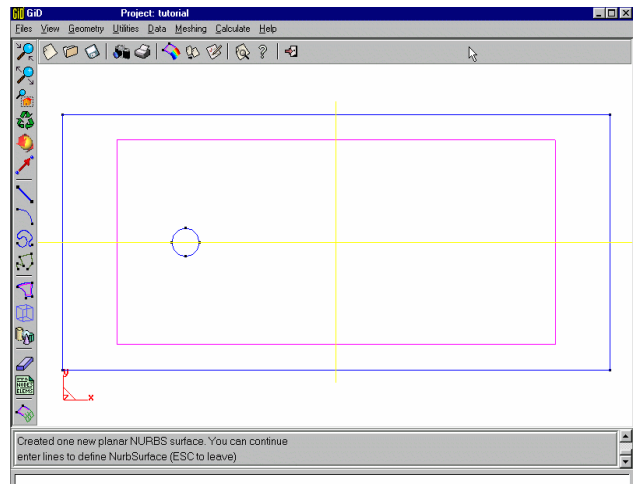 GiD GiD Project: tutorial
Files View Geometry Utilities Data Meshing Calculate Help
y
z x
Created one new planar NURBS surface. You can continue
enter lines to define NurbSurface (ESC to leave)